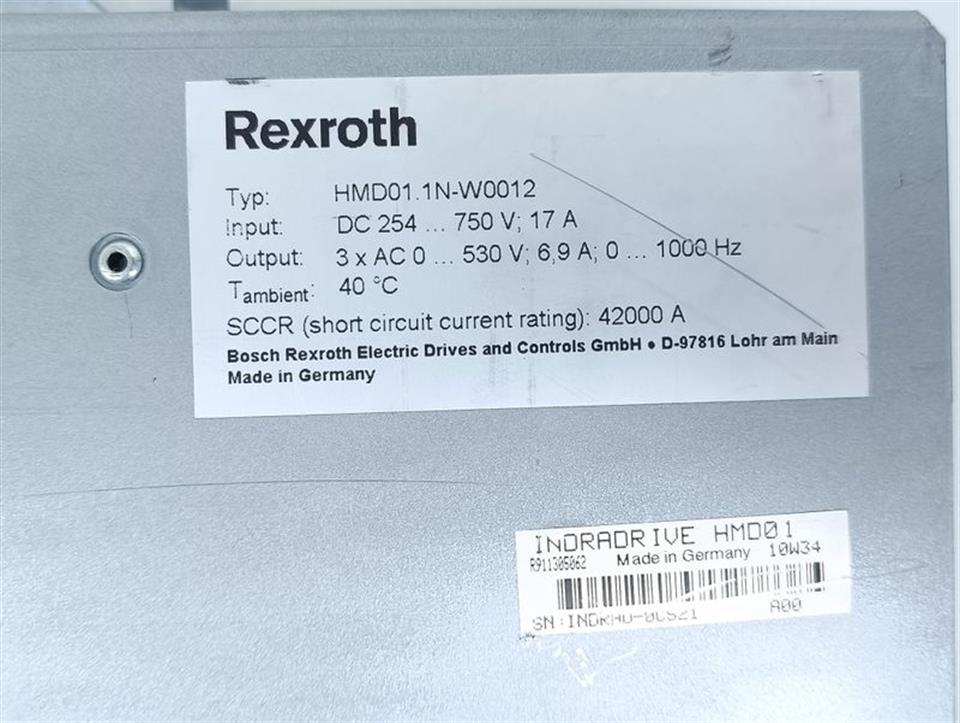 Rexroth
Typ: HMD01.1N-W0012
Input: DC 254 ... 750 V; 17 A
Output: 3 x AC 0 ... 530 V; 6,9 A; 0 ... 1000 Hz
Tambient: 40 °C
SCCR (short circuit current rating): 42000 A
Bosch Rexroth Electric Drives and Controls GmbH • D-97816 Lohr am Main
Made in Germany
INDRADRIVE HMD01
R911305062 Made in Germany 10W34
SN: A00